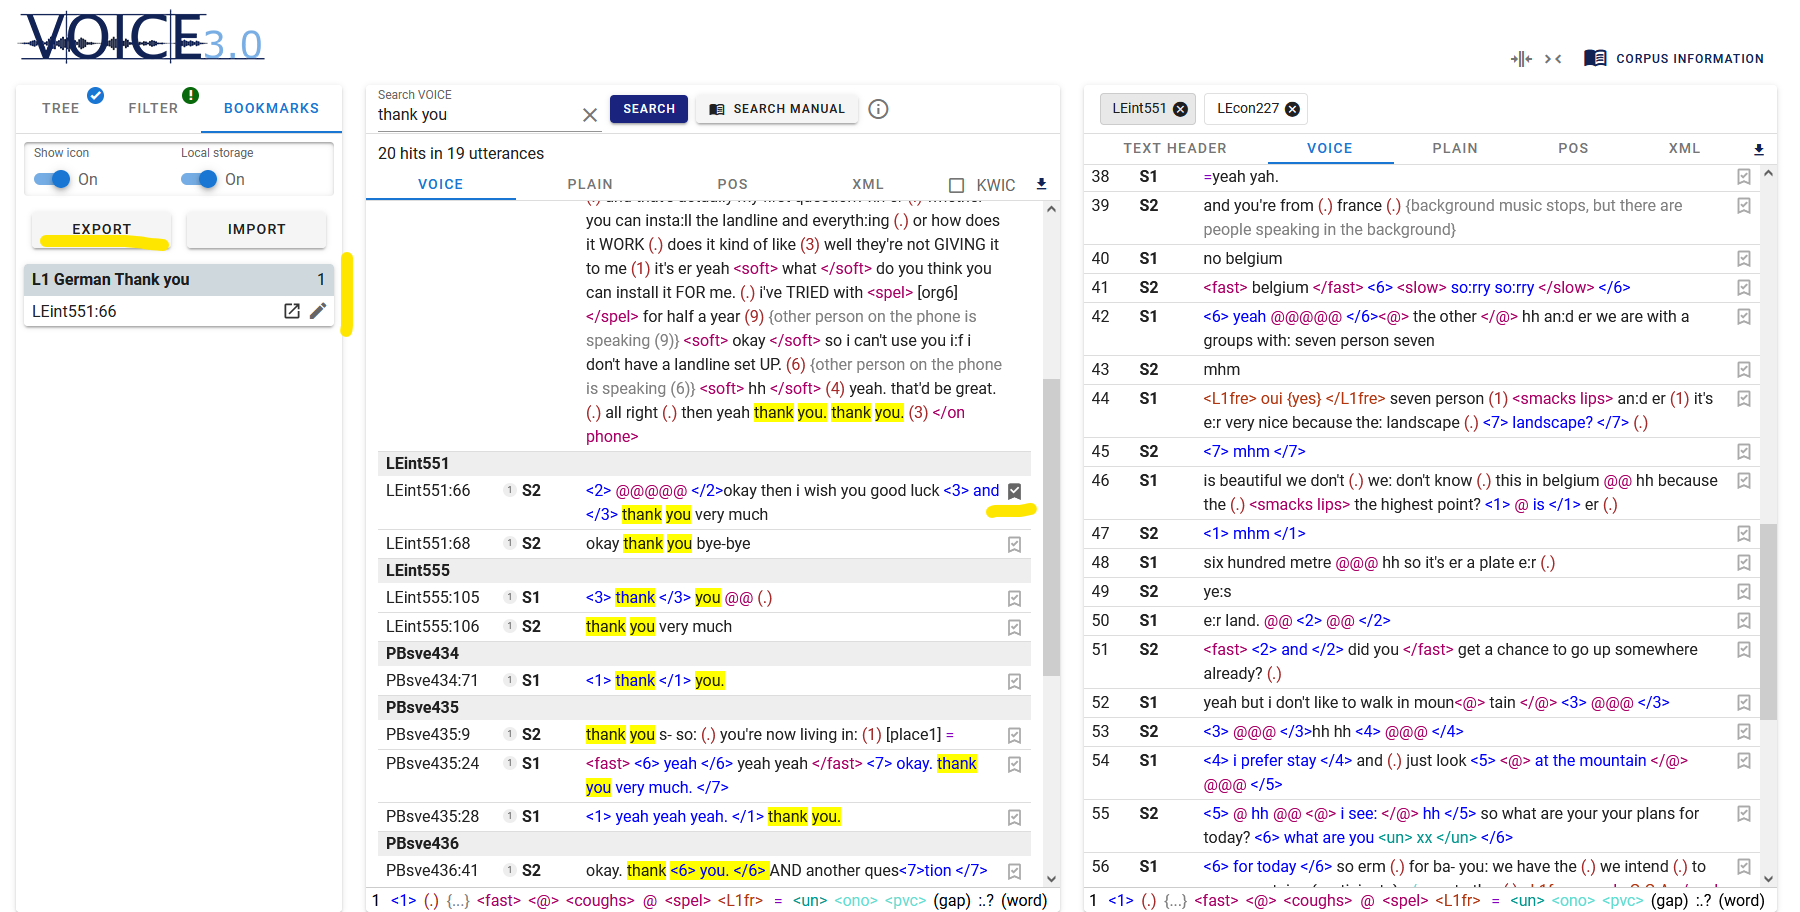 VOICE 3.0
CORPUS INFORMATION
TREE
FILTER
BOOKMARKS
Show icon
Local storage
On
On
EXPORT
IMPORT
L1 German Thank you 1
LEint551:66
Search VOICE
thank you
SEARCH
SEARCH MANUAL
20 hits in 19 utterances
VOICE
PLAIN
POS
XML
KWIC
you can insta:ll the landline and everyth:ing (.) or how does
it WORK (.) does it kind of like (3) well they're not GIVING it
to me (1) it's er yeah <soft> what </soft> do you think you
can install it FOR me. (.) i've TRIED with <spel> [org6]
</spel> for half a year (9) {other person on the phone is
speaking (9)} <soft> okay </soft> so i can't use you i:f i
don't have a landline set UP. (6) {other person on the phone
is speaking (6)} <soft> hh </soft> (4) yeah. that'd be great.
(.) all right (.) then yeah thank you. thank you. (3) </on
phone>
LEint551
LEint551:66 1 S2 <2> @@@@@ </2>okay then i wish you good luck <3> and
</3> thank you very much
LEint551:68 1 S2 okay thank you bye-bye
LEint555
LEint555:105 1 S1 <3> thank </3> you @@ (.)
LEint555:106 1 S2 thank you very much
PBsve434
PBsve434:71 1 S1 <1> thank </1> you.
PBsve435
PBsve435:9 1 S2 thank you s- so: (.) you're now living in: (1) [place1] =
PBsve435:24 1 S1 <fast> <6> yeah </6> yeah yeah </fast> <7> okay. thank
you very much. </7>
PBsve435:28 1 S1 <1> yeah yeah yeah. </1> thank you.
PBsve436
PBsve436:41 1 S2 okay. thank <6> you. </6> AND another ques<7>tion </7>
1 <1> (.) {...} <fast> <@> <coughs> @ <spel> <L1fr> = <un> <ono> <pvc> (gap) :.? (word)
LEint551
LEcon227
TEXT HEADER
VOICE
PLAIN
POS
XML
38 S1 =yeah yah.
39 S2 and you're from (.) france (.) {background music stops, but there are
people speaking in the background}
40 S1 no belgium
41 S2 <fast> belgium </fast> <6> <slow> so:rry so:rry </slow> </6>
42 S1 <6> yeah @@@@@ </6><@> the other </@> hh an:d er we are with a
groups with: seven person seven
43 S2 mhm
44 S1 <L1fre> oui {yes} </L1fre> seven person (1) <smacks lips> an:d er (1) it's
e:r very nice because the: landscape (.) <7> landscape? </7> (.)
45 S2 <7> mhm </7>
46 S1 is beautiful we don't (.) we: don't know (.) this in belgium @@ hh because
the (.) <smacks lips> the highest point? <1> @ is </1> er (.)
47 S2 <1> mhm </1>
48 S1 six hundred metre @@@ hh so it's er a plate e:r (.)
49 S2 ye:s
50 S1 e:r land. @@ <2> @@ </2>
51 S2 <fast> <2> and </2> did you </fast> get a chance to go up somewhere
already? (.)
52 S1 yeah but i don't like to walk in moun<@> tain </@> <3> @@@ </3>
53 S2 <3> @@@ </3>hh hh <4> @@@ </4>
54 S1 <4> i prefer stay </4> and (.) just look <5> <@> at the mountain </@>
@@@ </5>
55 S2 <5> @ hh @@ <@> i see: </@> hh </5> so what are your your plans for
today? <6> what are you <un> xx </un> </6>
56 S1 <6> for today </6> so erm (.) for ba- you: we have the (.) we intend (.) to
1 <1> (.) {...} <fast> <@> <coughs> @ <spel> <L1fr> = <un> <ono> <pvc> (gap) :.? (word)